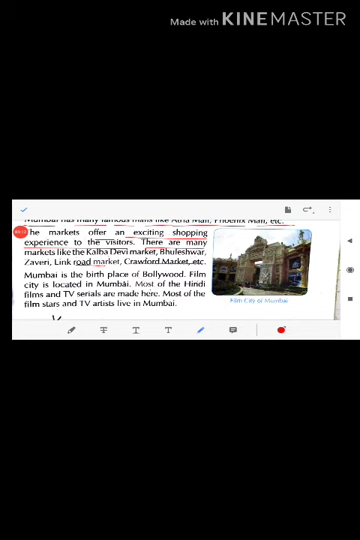 Made with KINEMASTER
Mumbai has many famous malls like Atria Mall, Phoenix Mall, etc.
The markets offer an exciting shopping
experience to the visitors. There are many
markets like the Kalba Devi market, Bhuleshwar,
Zaveri, Link road market, Crawford Market, etc.
Mumbai is the birth place of Bollywood. Film
city is located in Mumbai. Most of the Hindi
films and TV serials are made here. Most of the
film stars and TV artists live in Mumbai.
Film City of Mumbai